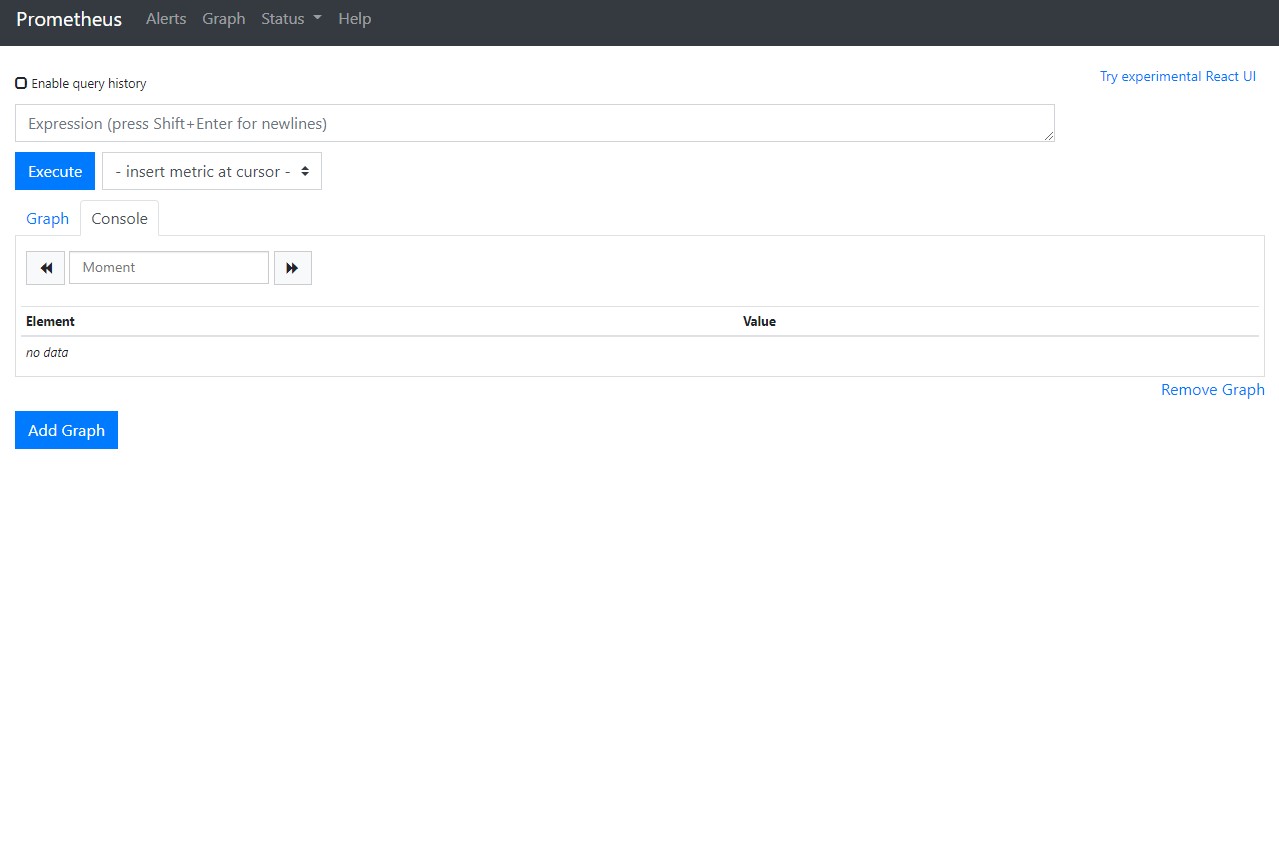 Prometheus Alerts Graph Status Help
Enable query history
Try experimental React UI
Expression (press Shift+Enter for newlines)
Execute - insert metric at cursor -
Graph Console
Moment
Element Value
no data
Remove Graph
Add Graph